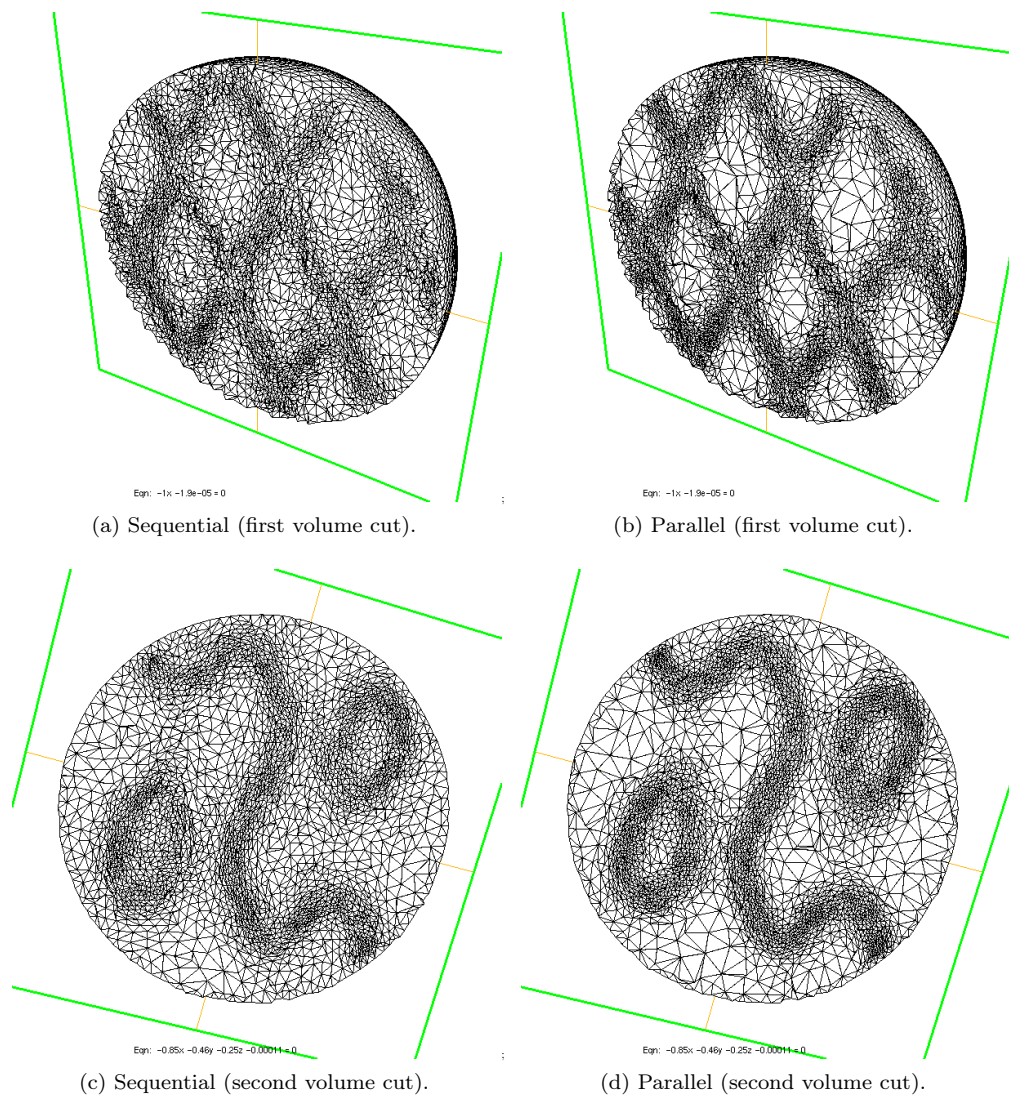 Eqn: -1x -1.9e-05 = 0
;
Eqn: -1x -1.9e-05 = 0
(a) Sequential (first volume cut).
(b) Parallel (first volume cut).
Eqn: -0.85x -0.46y -0.25z -0.00011 = 0
;
Eqn: -0.85x -0.46y -0.25z -0.00011 = 0
(c) Sequential (second volume cut).
(d) Parallel (second volume cut).